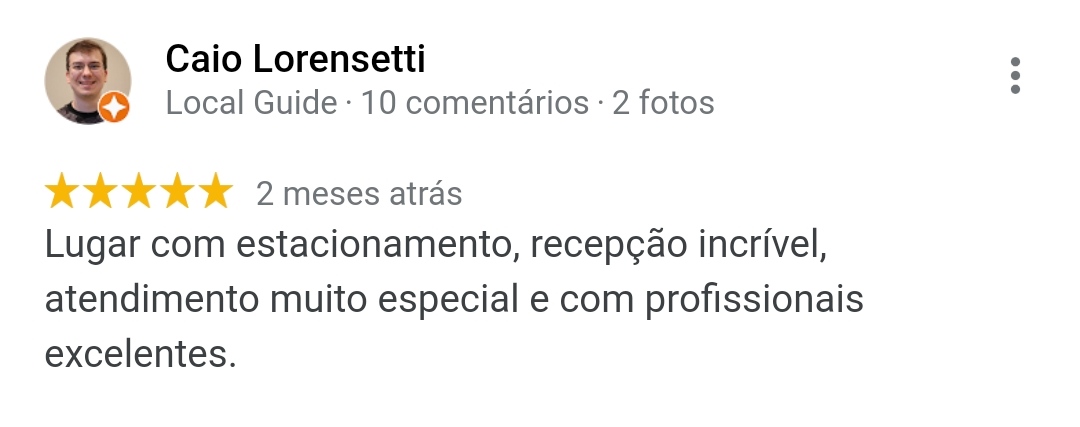 Caio Lorensetti
Local Guide · 10 comentários · 2 fotos
2 meses atrás
Lugar com estacionamento, recepção incrível,
atendimento muito especial e com profissionais
excelentes.